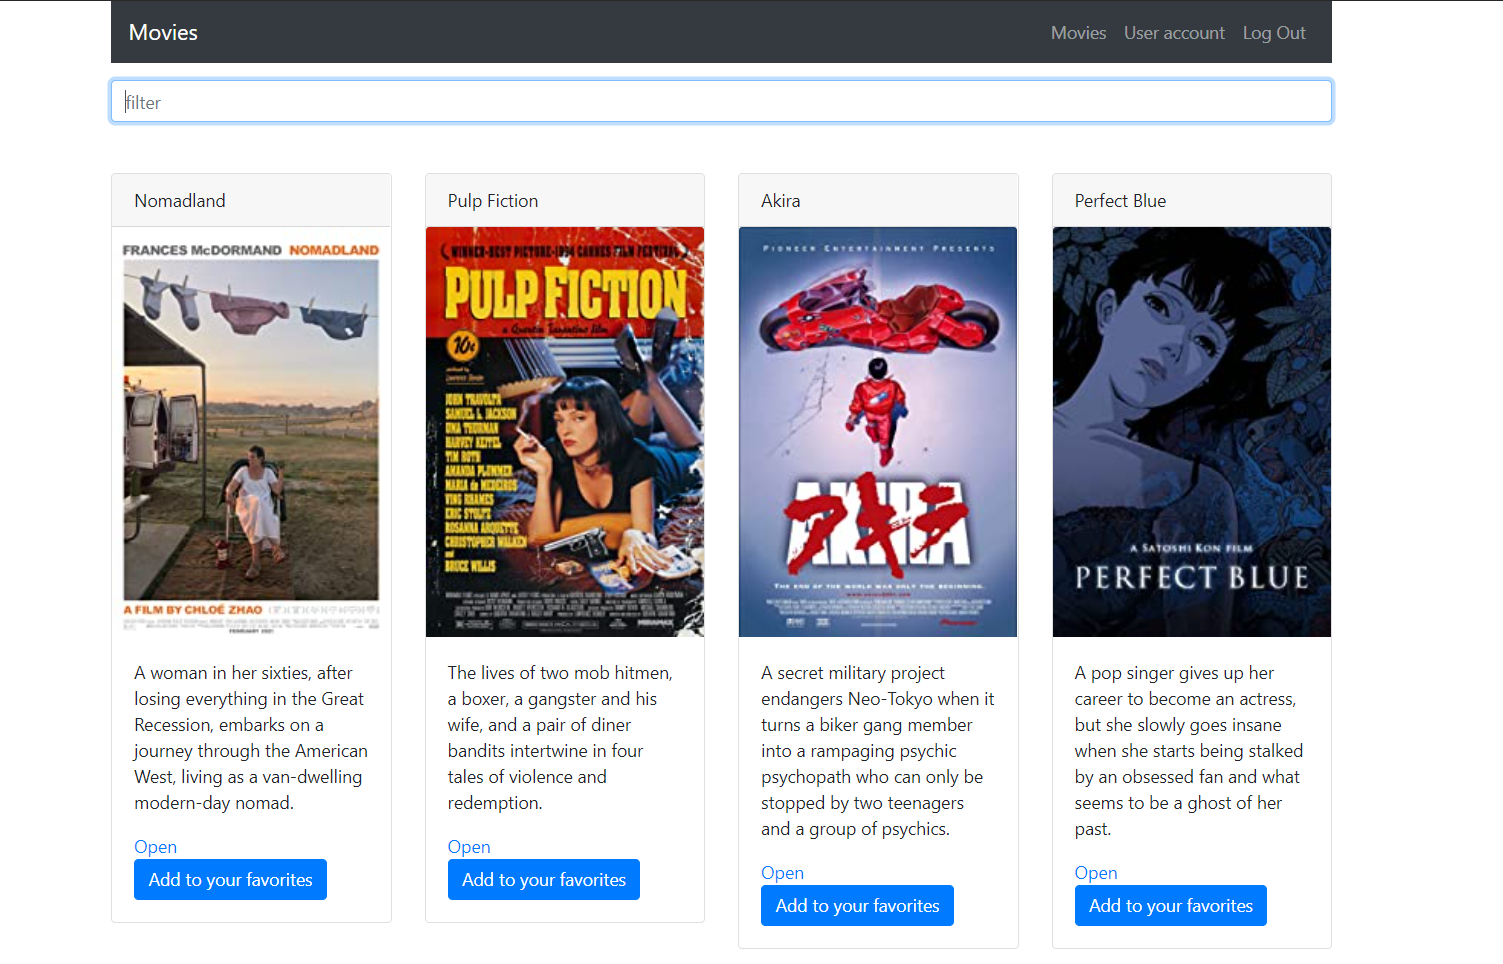 Movies
Movies User account Log Out
filter
Nomadland
FRANCES McDORMAND NOMADLAND
A FILM BY CHLOÉ ZHAO
FEBRUARY 2021
A woman in her sixties, after
losing everything in the Great
Recession, embarks on a
journey through the American
West, living as a van-dwelling
modern-day nomad.
Open
Add to your favorites
Pulp Fiction
WINNER-BEST PICTURE-1994 CANNES FILM FESTIVAL
PULP FICTION
a Quentin Tarantino film
10¢
JOHN TRAVOLTA
SAMUEL L. JACKSON
UMA THURMAN
HARVEY KEITEL
TIM ROTH
AMANDA PLUMMER
MARIA de MEDEIROS
VING RHAMES
ERIC STOLTZ
ROSANNA ARQUETTE
CHRISTOPHER WALKEN
and
BRUCE WILLIS
MIRAMAX
The lives of two mob hitmen,
a boxer, a gangster and his
wife, and a pair of diner
bandits intertwine in four
tales of violence and
redemption.
Open
Add to your favorites
Akira
PIONEER ENTERTAINMENT PRESENTS
AKIRA
アキラ
THE END OF THE WORLD WAS ONLY THE BEGINNING.
Pioneer
A secret military project
endangers Neo-Tokyo when it
turns a biker gang member
into a rampaging psychic
psychopath who can only be
stopped by two teenagers
and a group of psychics.
Open
Add to your favorites
Perfect Blue
A SATOSHI KON FILM
PERFECT BLUE
A pop singer gives up her
career to become an actress,
but she slowly goes insane
when she starts being stalked
by an obsessed fan and what
seems to be a ghost of her
past.
Open
Add to your favorites